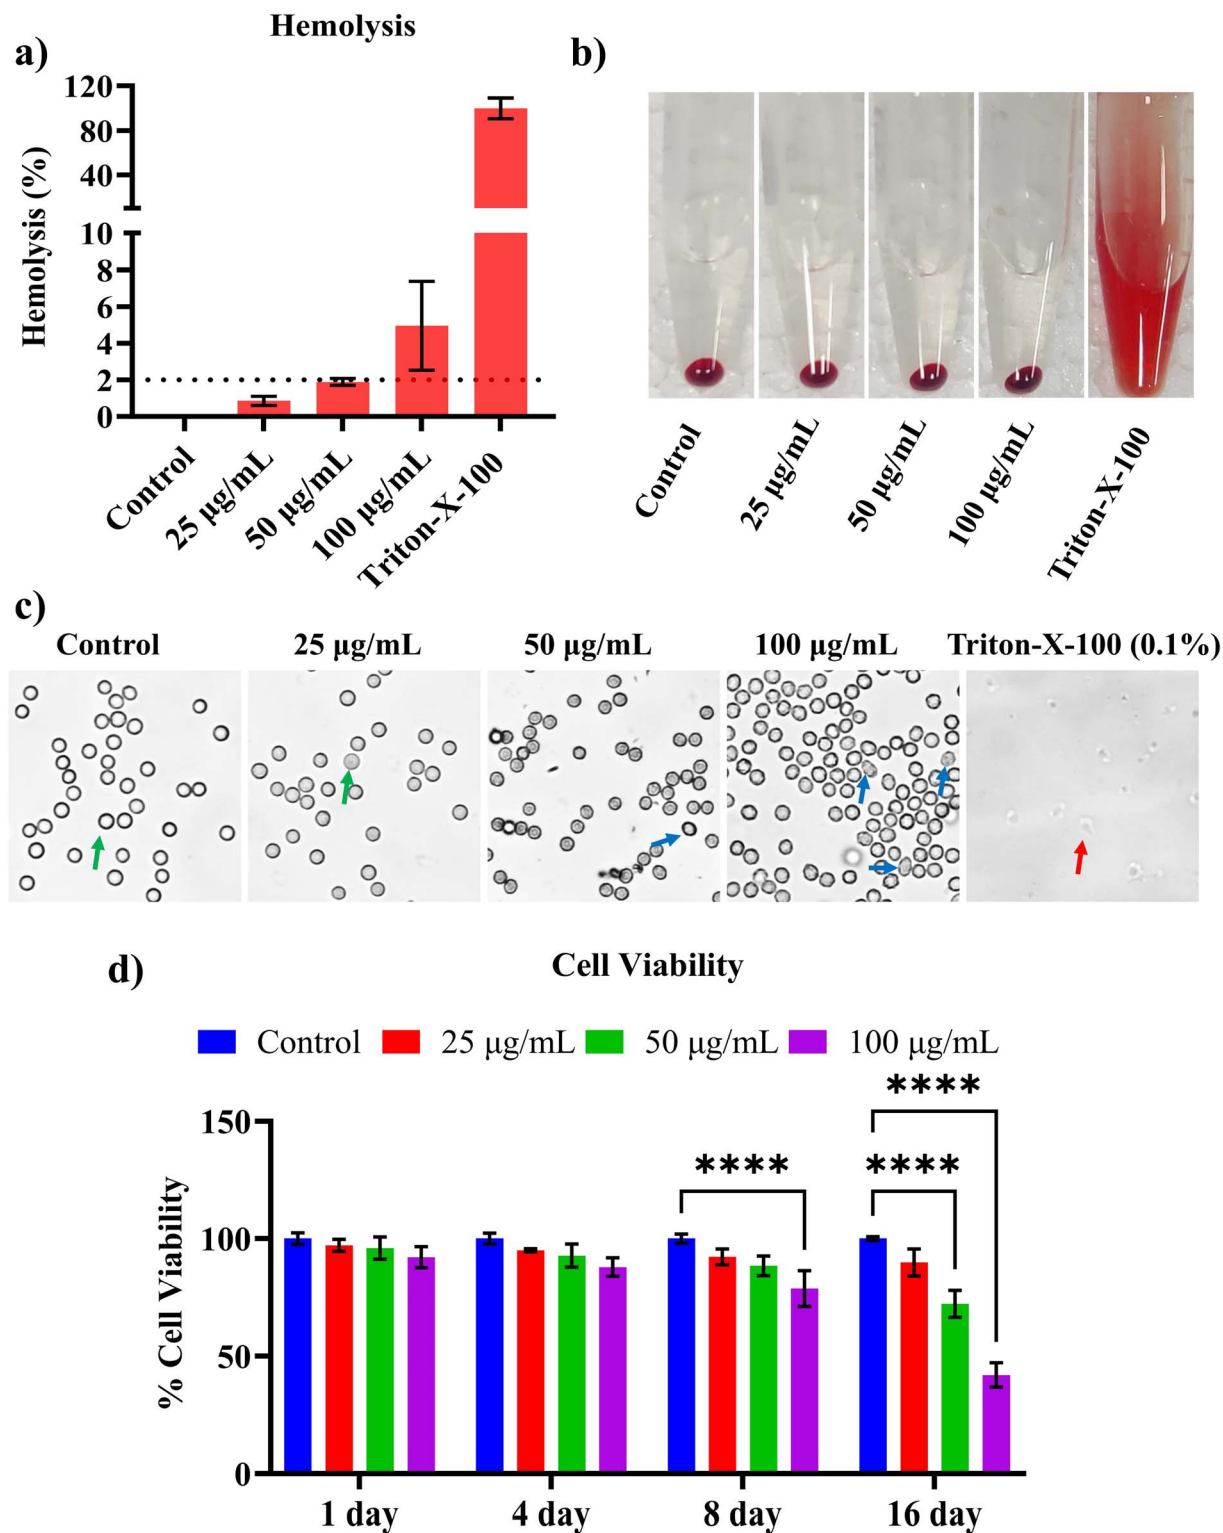 Hemolysis
a)
Hemolysis (%)
120
80
40
10
8
6
4
2
0
Control
25 μg/mL
50 μg/mL
100 μg/mL
Triton-X-100
b)
Control
25 μg/mL
50 μg/mL
100 μg/mL
Triton-X-100
c)
Control
25 μg/mL
50 μg/mL
100 μg/mL
Triton-X-100 (0.1%)
d)
Cell Viability
Control
25 μg/mL
50 μg/mL
100 μg/mL
% Cell Viability
150
100
50
0
****
****
****
1 day
4 day
8 day
16 day